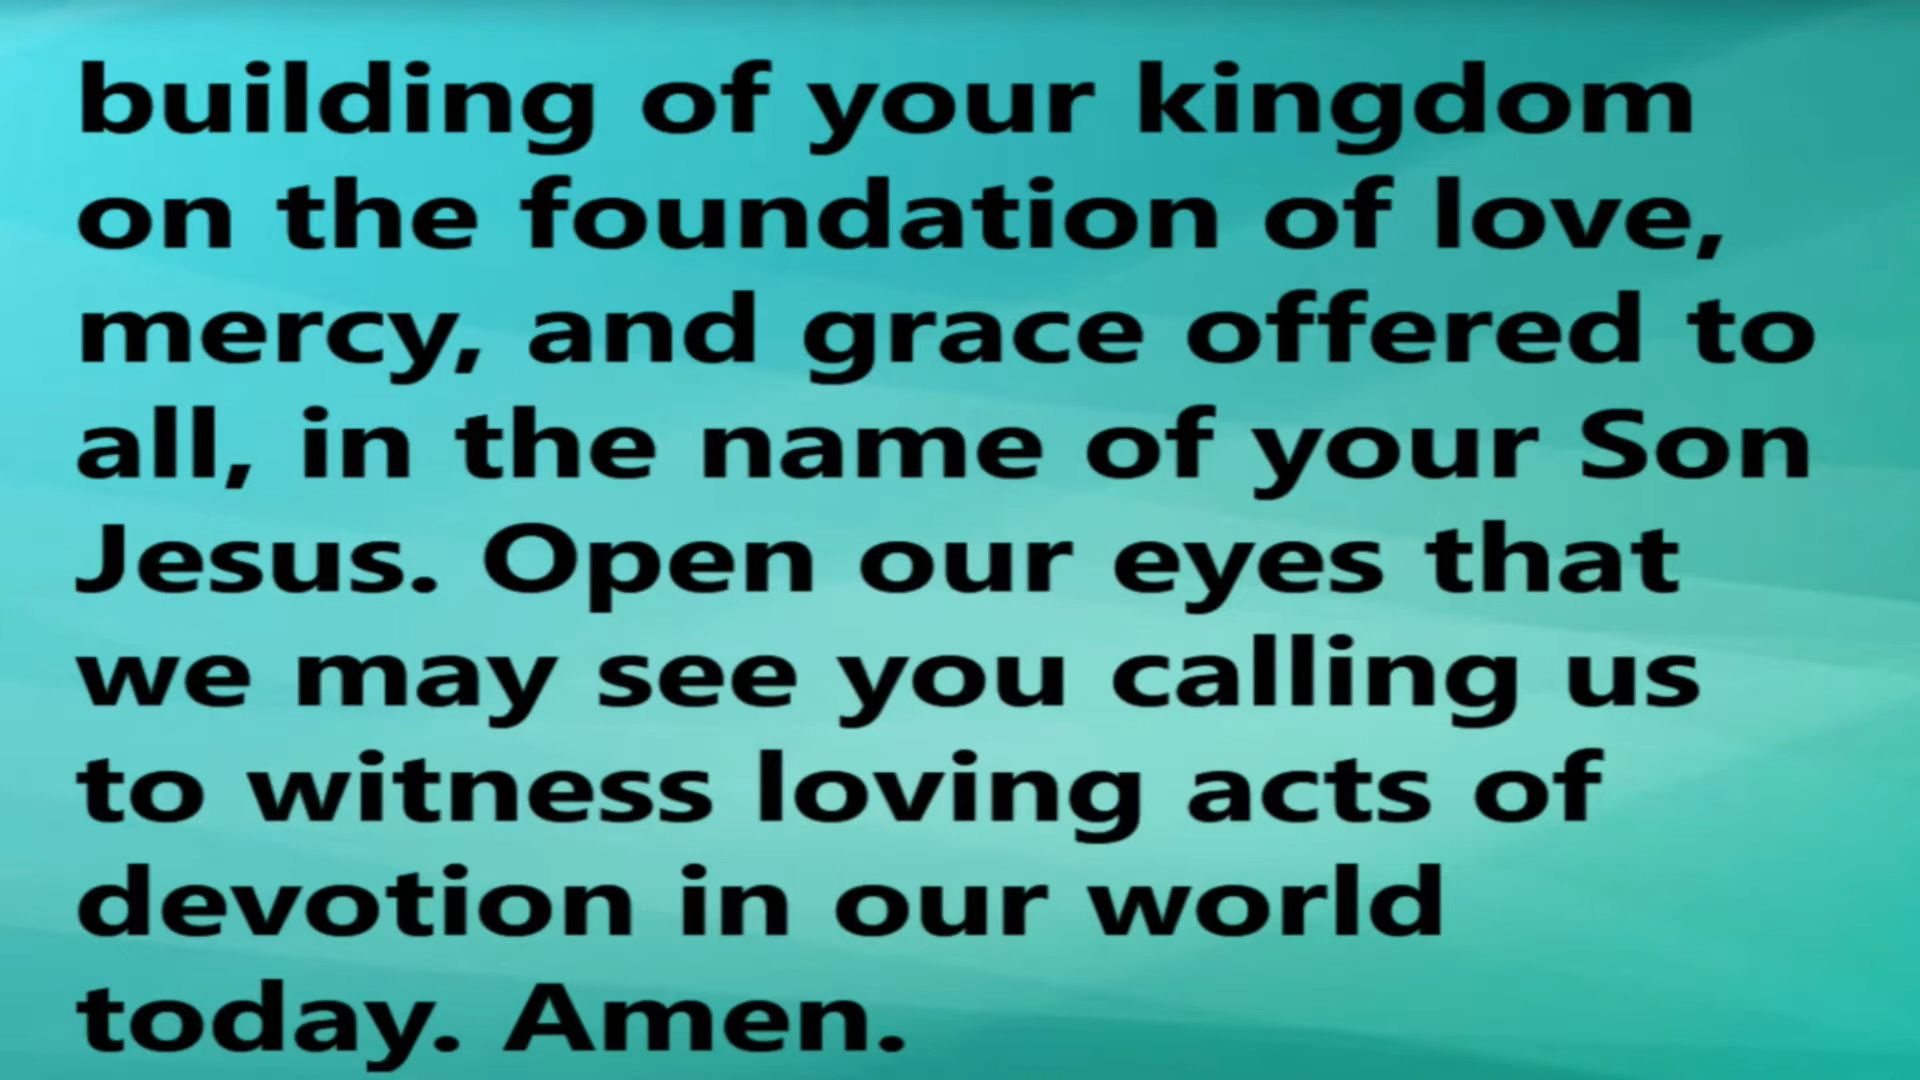 building of your kingdom
on the foundation of love,
mercy, and grace offered to
all, in the name of your Son
Jesus. Open our eyes that
we may see you calling us
to witness loving acts of
devotion in our world
today. Amen.